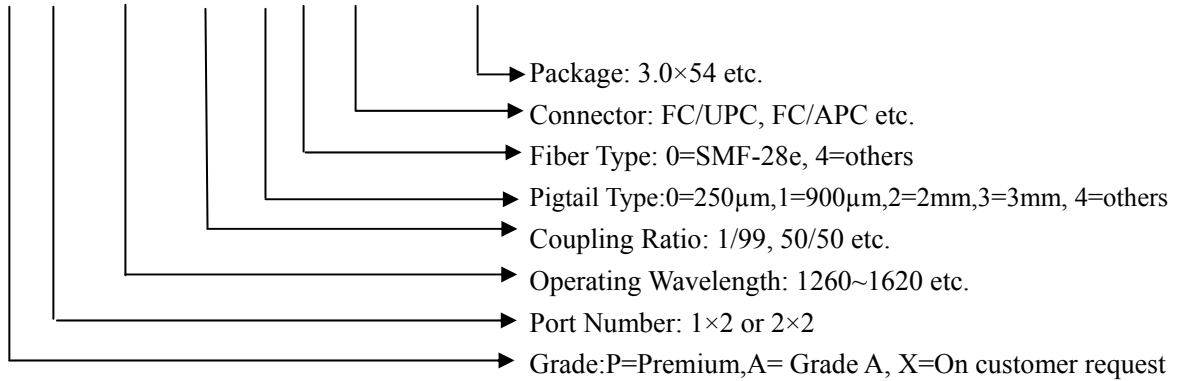 Package: 3.0×54 etc.
Connector: FC/UPC, FC/APC etc.
Fiber Type: 0=SMF-28e, 4=others
Pigtail Type:0=250µm,1=900µm,2=2mm,3=3mm, 4=others
Coupling Ratio: 1/99, 50/50 etc.
Operating Wavelength: 1260~1620 etc.
Port Number: 1×2 or 2×2
Grade:P=Premium,A= Grade A, X=On customer request